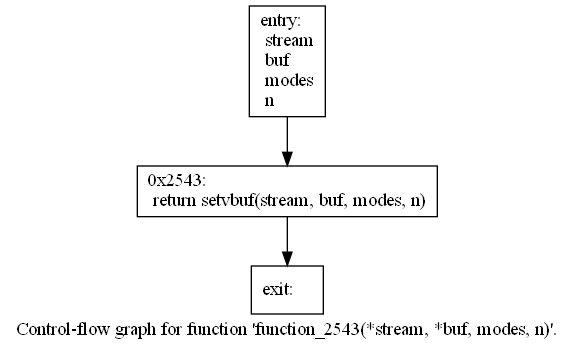 entry:
stream
buf
modes
n
0x2543:
return setvbuf(stream, buf, modes, n)
exit:
Control-flow graph for function 'function_2543(*stream, *buf, modes, n)'.